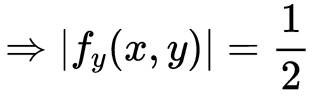 ⇒ |f_y(x, y)| = 1/2